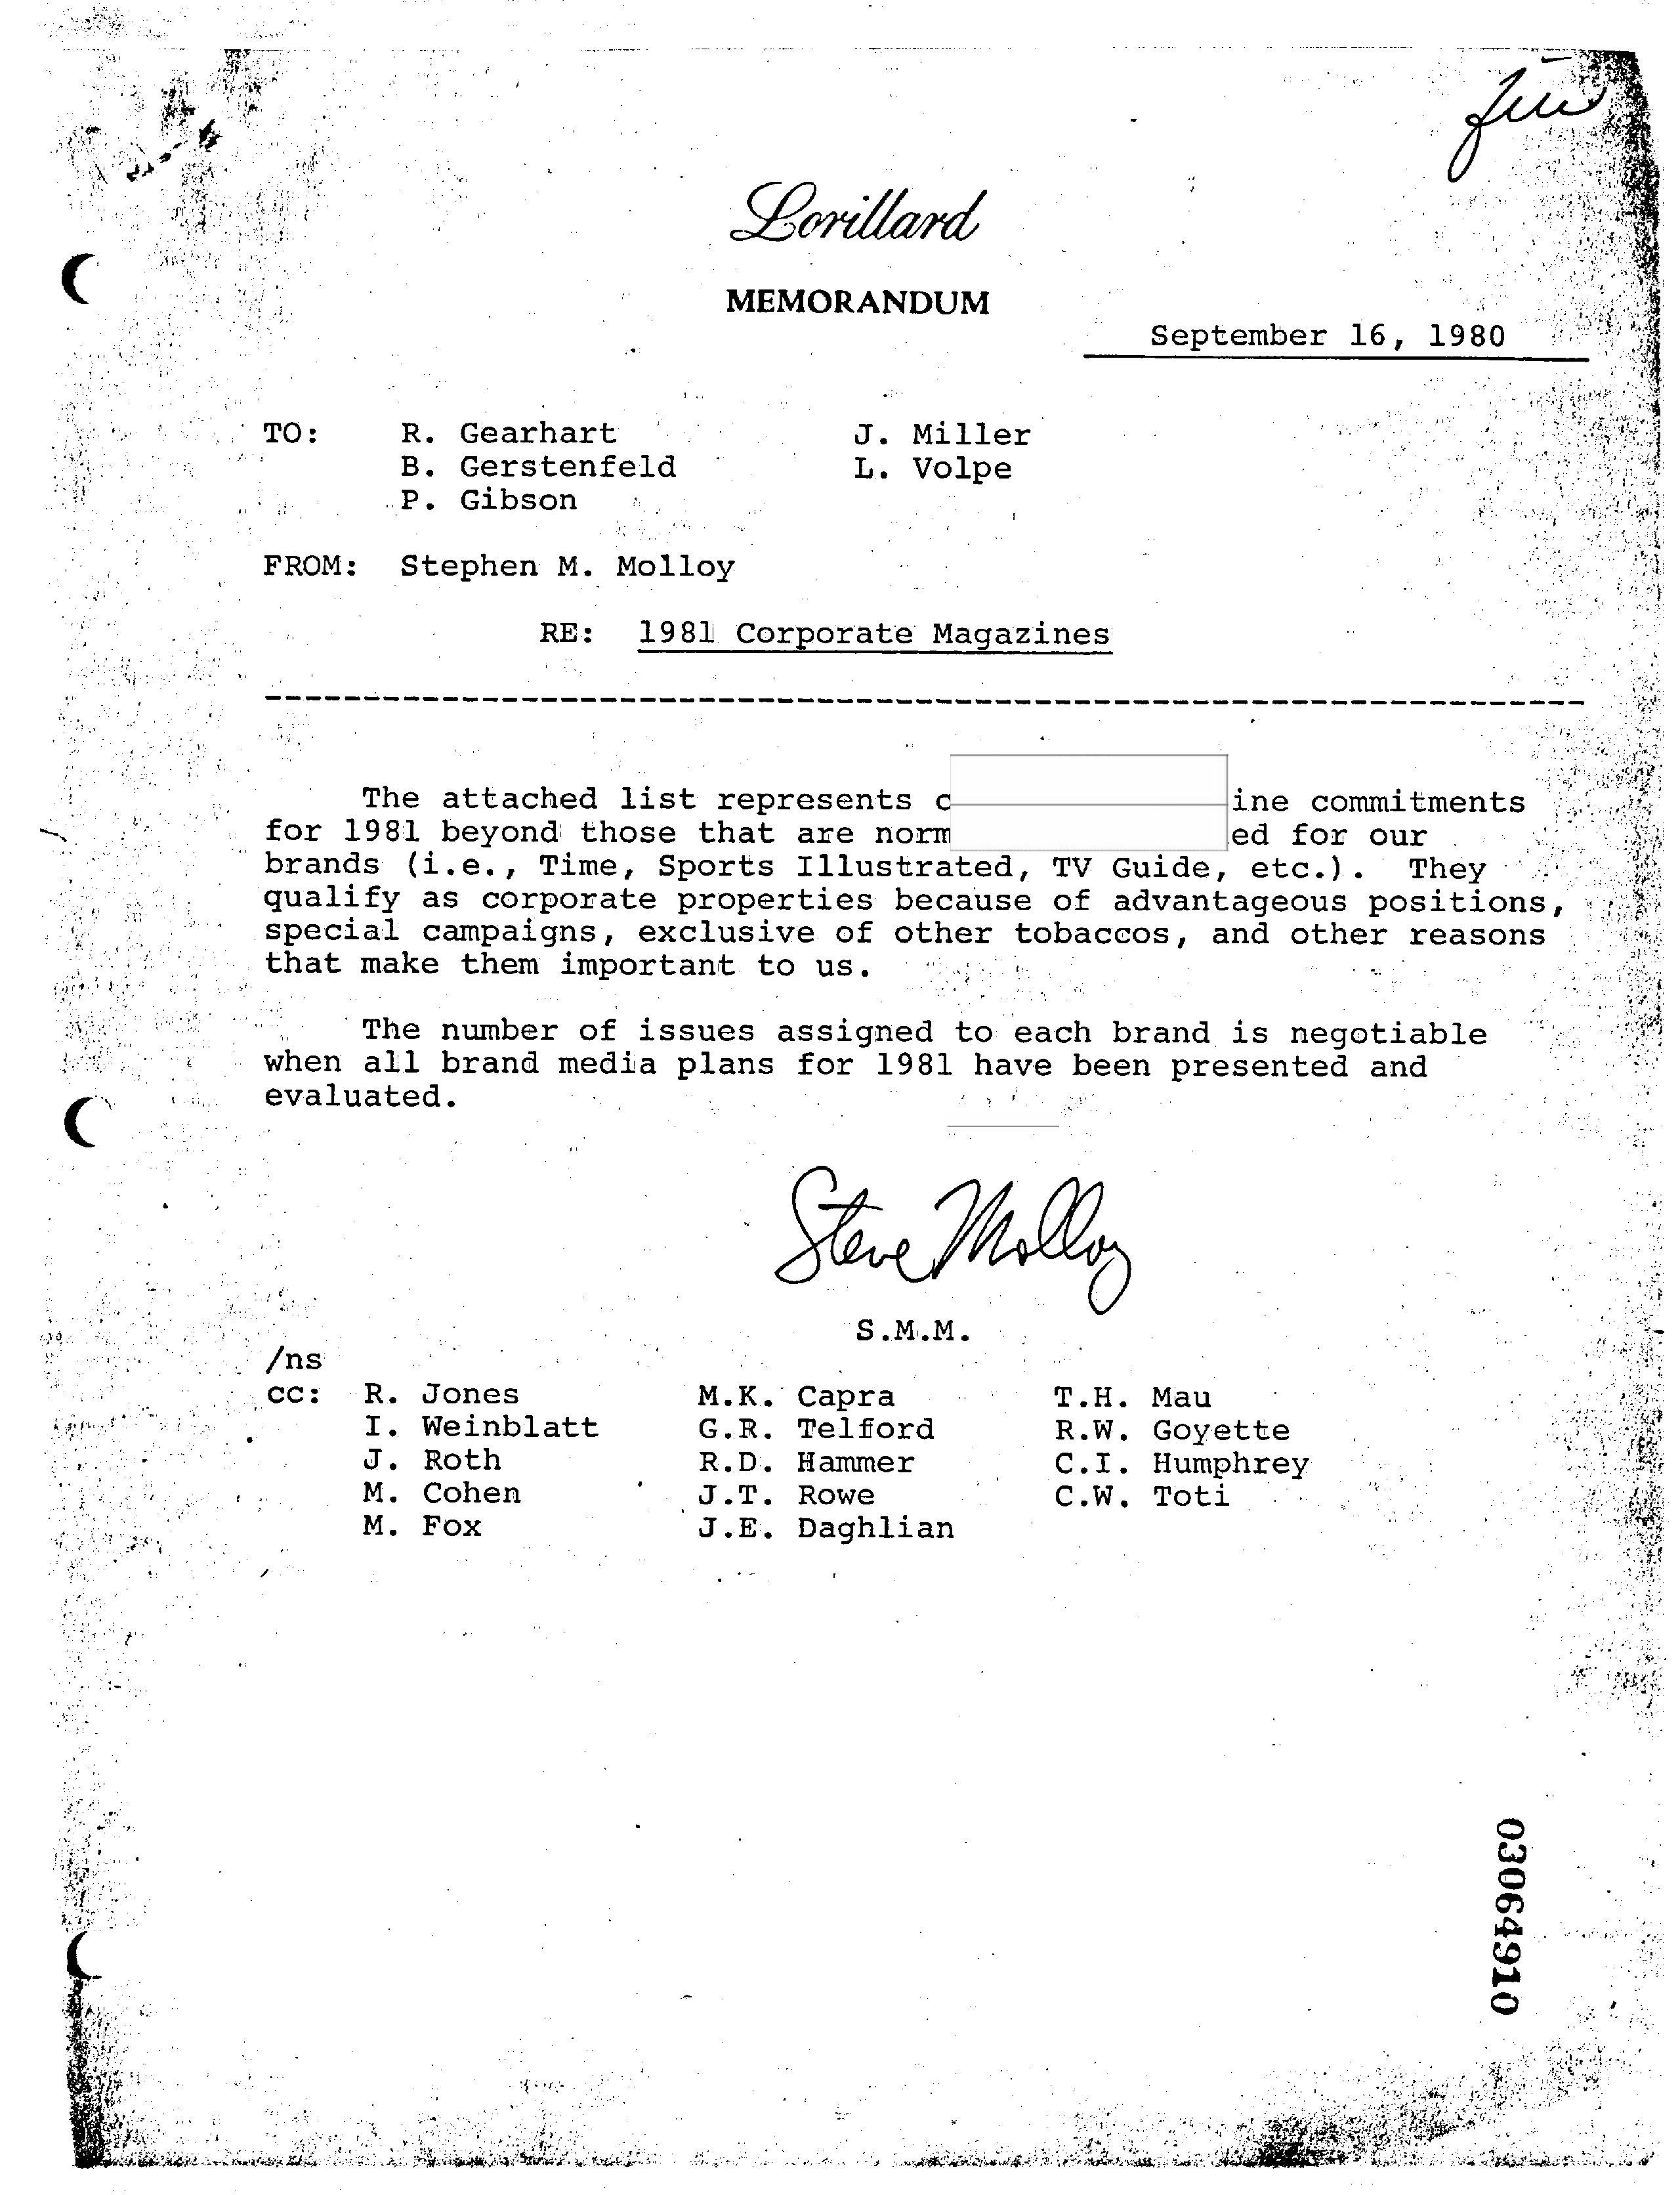 Lorillard
MEMORANDUM
September 16, 1980
TO: R. Gearhart J. Miller
B. Gerstenfeld L. Volpe
P. Gibson
FROM: Stephen M. Molloy
RE: 1981 Corporate Magazines
The attached list represents c ine commitments
for 1981 beyond those that are norm ed for our
brands (i.e., Time, Sports Illustrated, TV Guide, etc.). They
qualify as corporate properties because of advantageous positions,
special campaigns, exclusive of other tobaccos, and other reasons
that make them important to us.
The number of issues assigned to each brand is negotiable
when all brand media plans for 1981 have been presented and
evaluated.
Steve Molloy
S.M.M.
/ns
cc: R. Jones M.K. Capra T.H. Mau
I. Weinblatt G.R. Telford R.W. Goyette
J. Roth R.D. Hammer C.I. Humphrey
M. Cohen J.T. Rowe C.W. Toti
M. Fox J.E. Daghlian
03064910